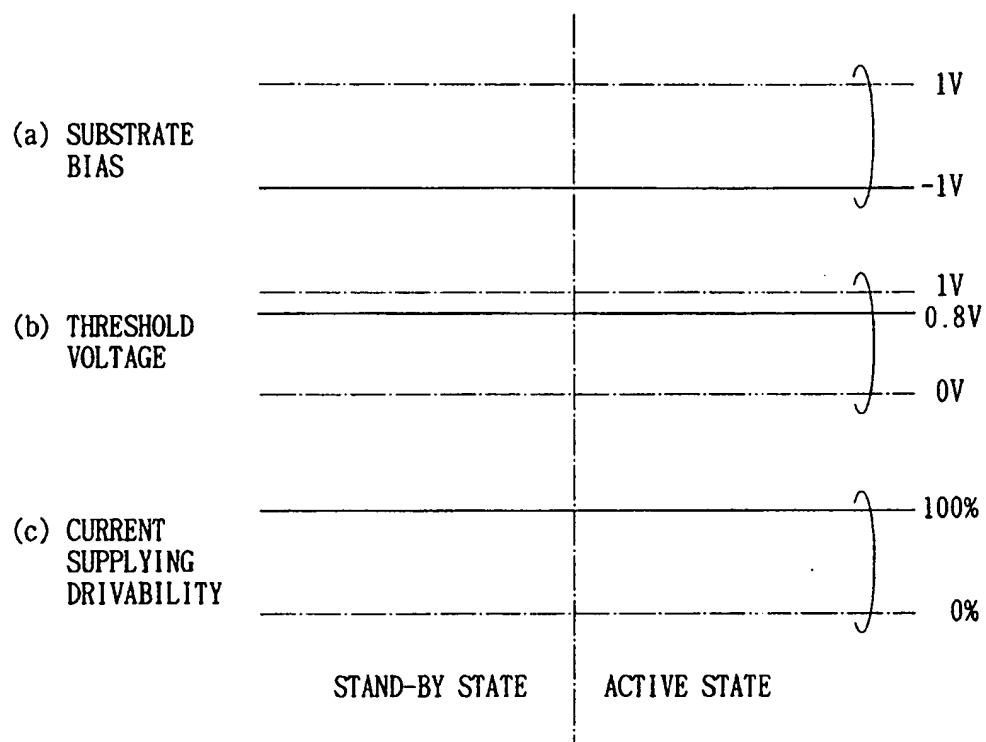 1V
(a) SUBSTRATE
BIAS
-1V
1V
(b) THRESHOLD
VOLTAGE
0.8V
0V
(c) CURRENT
SUPPLYING
DRIVABILITY
100%
0%
STAND-BY STATE
ACTIVE STATE